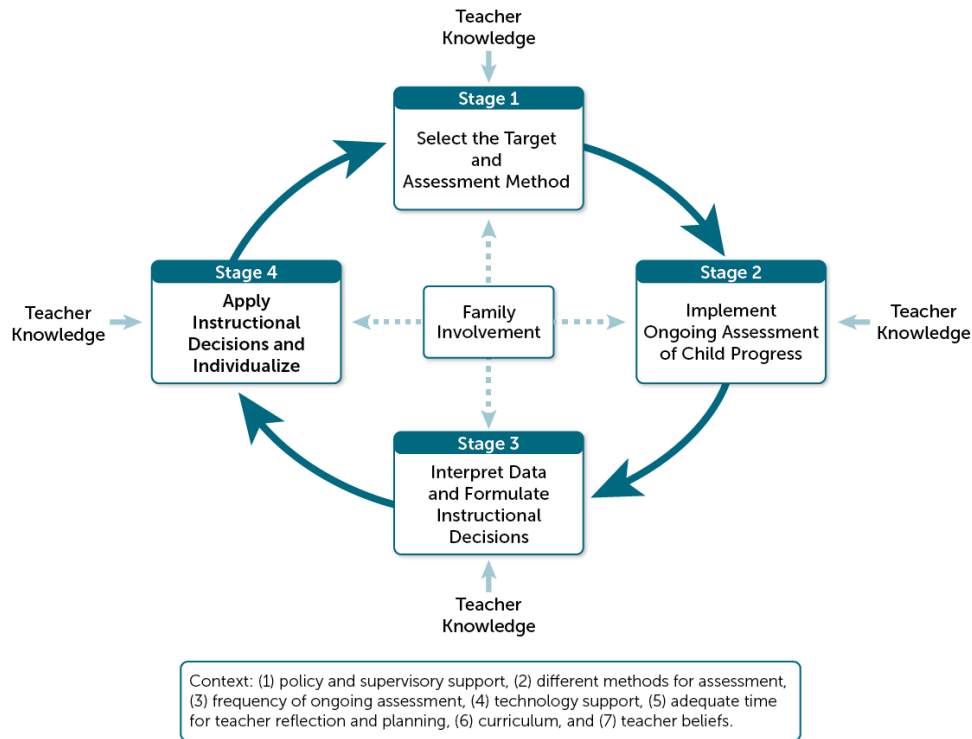 Teacher
Knowledge
Stage 1
Select the Target
and
Assessment Method
Stage 4
Apply
Instructional
Decisions and
Individualize
Teacher
Knowledge
Family
Involvement
Stage 2
Implement
Ongoing Assessment
of Child Progress
Teacher
Knowledge
Stage 3
Interpret Data
and Formulate
Instructional
Decisions
Teacher
Knowledge
Context: (1) policy and supervisory support, (2) different methods for assessment,
(3) frequency of ongoing assessment, (4) technology support, (5) adequate time
for teacher reflection and planning, (6) curriculum, and (7) teacher beliefs.